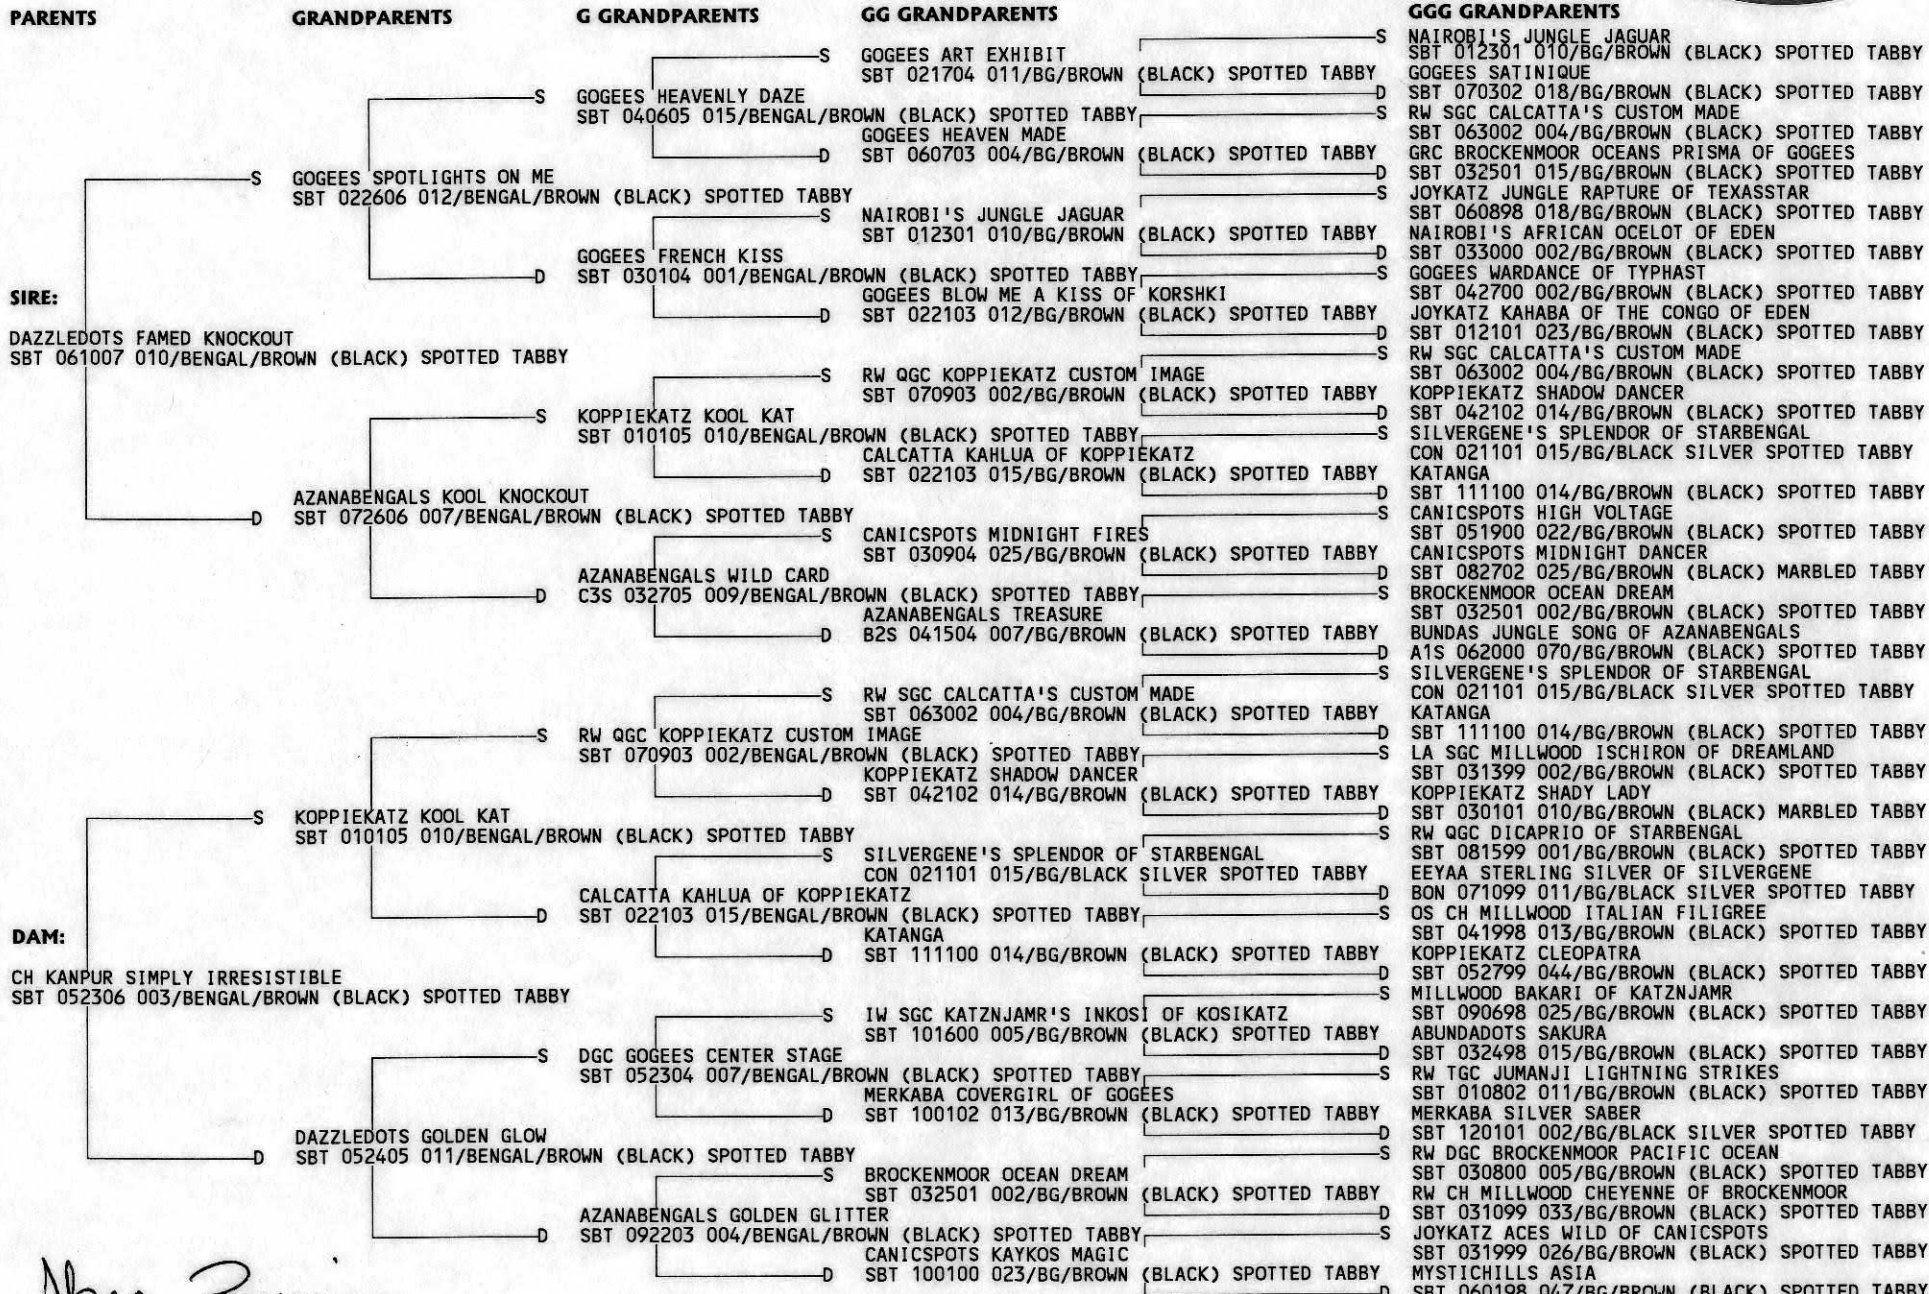 PARENTS
GRANDPARENTS
G GRANDPARENTS
GG GRANDPARENTS
GGG GRANDPARENTS
SIRE:
DAZZLEDOTS FAMED KNOCKOUT
SBT 061007 010/BENGAL/BROWN (BLACK) SPOTTED TABBY
DAM:
CH KANPUR SIMPLY IRRESISTIBLE
SBT 052306 003/BENGAL/BROWN (BLACK) SPOTTED TABBY
S GOGEES SPOTLIGHTS ON ME
SBT 022606 012/BENGAL/BROWN (BLACK) SPOTTED TABBY
AZANABENGALS KOOL KNOCKOUT
D SBT 072606 007/BENGAL/BROWN (BLACK) SPOTTED TABBY
S KOPPIEKATZ KOOL KAT
SBT 010105 010/BENGAL/BROWN (BLACK) SPOTTED TABBY
DAZZLEDOTS GOLDEN GLOW
D SBT 052405 011/BENGAL/BROWN (BLACK) SPOTTED TABBY
S GOGEES HEAVENLY DAZE
SBT 040605 015/BENGAL/BROWN (BLACK) SPOTTED TABBY
GOGEES FRENCH KISS
D SBT 030104 001/BENGAL/BROWN (BLACK) SPOTTED TABBY
S KOPPIEKATZ KOOL KAT
SBT 010105 010/BENGAL/BROWN (BLACK) SPOTTED TABBY
AZANABENGALS WILD CARD
D C3S 032705 009/BENGAL/BROWN (BLACK) SPOTTED TABBY
S RW QGC KOPPIEKATZ CUSTOM IMAGE
SBT 070903 002/BENGAL/BROWN (BLACK) SPOTTED TABBY
CALCATTA KAHLUA OF KOPPIEKATZ
D SBT 022103 015/BENGAL/BROWN (BLACK) SPOTTED TABBY
S DGC GOGEES CENTER STAGE
SBT 052304 007/BENGAL/BROWN (BLACK) SPOTTED TABBY
AZANABENGALS GOLDEN GLITTER
D SBT 092203 004/BENGAL/BROWN (BLACK) SPOTTED TABBY
S GOGEES ART EXHIBIT
SBT 021704 011/BG/BROWN (BLACK) SPOTTED TABBY
GOGEES HEAVEN MADE
D SBT 060703 004/BG/BROWN (BLACK) SPOTTED TABBY
S NAIROBI'S JUNGLE JAGUAR
SBT 012301 010/BG/BROWN (BLACK) SPOTTED TABBY
GOGEES BLOW ME A KISS OF KORSHKI
D SBT 022103 012/BG/BROWN (BLACK) SPOTTED TABBY
S RW QGC KOPPIEKATZ CUSTOM IMAGE
SBT 070903 002/BG/BROWN (BLACK) SPOTTED TABBY
CALCATTA KAHLUA OF KOPPIEKATZ
D SBT 022103 015/BG/BROWN (BLACK) SPOTTED TABBY
S CANICSPOTS MIDNIGHT FIRES
SBT 030904 025/BG/BROWN (BLACK) SPOTTED TABBY
AZANABENGALS TREASURE
D B2S 041504 007/BG/BROWN (BLACK) SPOTTED TABBY
S RW SGC CALCATTA'S CUSTOM MADE
SBT 063002 004/BG/BROWN (BLACK) SPOTTED TABBY
KOPPIEKATZ SHADOW DANCER
D SBT 042102 014/BG/BROWN (BLACK) SPOTTED TABBY
S SILVERGENE'S SPLENDOR OF STARBENGAL
CON 021101 015/BG/BLACK SILVER SPOTTED TABBY
KATANGA
D SBT 111100 014/BG/BROWN (BLACK) SPOTTED TABBY
S IW SGC KATZNJAMR'S INKOSI OF KOSIKATZ
SBT 101600 005/BG/BROWN (BLACK) SPOTTED TABBY
MERKABA COVERGIRL OF GOGEES
D SBT 100102 013/BG/BROWN (BLACK) SPOTTED TABBY
S BROCKENMOOR OCEAN DREAM
SBT 032501 002/BG/BROWN (BLACK) SPOTTED TABBY
CANICSPOTS KAYKOS MAGIC
D SBT 100100 023/BG/BROWN (BLACK) SPOTTED TABBY
S NAIROBI'S JUNGLE JAGUAR
SBT 012301 010/BG/BROWN (BLACK) SPOTTED TABBY
GOGEES SATINIQUE
D SBT 070302 018/BG/BROWN (BLACK) SPOTTED TABBY
S RW SGC CALCATTA'S CUSTOM MADE
SBT 063002 004/BG/BROWN (BLACK) SPOTTED TABBY
GRC BROCKENMOOR OCEANS PRISMA OF GOGEES
D SBT 032501 015/BG/BROWN (BLACK) SPOTTED TABBY
S JOYKATZ JUNGLE RAPTURE OF TEXASSTAR
SBT 060898 018/BG/BROWN (BLACK) SPOTTED TABBY
NAIROBI'S AFRICAN OCELOT OF EDEN
D SBT 033000 002/BG/BROWN (BLACK) SPOTTED TABBY
S GOGEES WARDANCE OF TYPHAST
SBT 042700 002/BG/BROWN (BLACK) SPOTTED TABBY
JOYKATZ KAHABA OF THE CONGO OF EDEN
D SBT 012101 023/BG/BROWN (BLACK) SPOTTED TABBY
S RW SGC CALCATTA'S CUSTOM MADE
SBT 063002 004/BG/BROWN (BLACK) SPOTTED TABBY
KOPPIEKATZ SHADOW DANCER
D SBT 042102 014/BG/BROWN (BLACK) SPOTTED TABBY
S SILVERGENE'S SPLENDOR OF STARBENGAL
CON 021101 015/BG/BLACK SILVER SPOTTED TABBY
KATANGA
D SBT 111100 014/BG/BROWN (BLACK) SPOTTED TABBY
S CANICSPOTS HIGH VOLTAGE
SBT 051900 022/BG/BROWN (BLACK) SPOTTED TABBY
CANICSPOTS MIDNIGHT DANCER
D SBT 082702 025/BG/BROWN (BLACK) MARBLED TABBY
S BROCKENMOOR OCEAN DREAM
SBT 032501 002/BG/BROWN (BLACK) SPOTTED TABBY
BUNDAS JUNGLE SONG OF AZANABENGALS
D A1S 062000 070/BG/BROWN (BLACK) SPOTTED TABBY
S SILVERGENE'S SPLENDOR OF STARBENGAL
CON 021101 015/BG/BLACK SILVER SPOTTED TABBY
KATANGA
D SBT 111100 014/BG/BROWN (BLACK) SPOTTED TABBY
S LA SGC MILLWOOD ISCHIRON OF DREAMLAND
SBT 031399 002/BG/BROWN (BLACK) SPOTTED TABBY
KOPPIEKATZ SHADY LADY
D SBT 030101 010/BG/BROWN (BLACK) MARBLED TABBY
S RW QGC DICAPRIO OF STARBENGAL
SBT 081599 001/BG/BROWN (BLACK) SPOTTED TABBY
EEYAA STERLING SILVER OF SILVERGENE
D BON 071099 011/BG/BLACK SILVER SPOTTED TABBY
S OS CH MILLWOOD ITALIAN FILIGREE
SBT 041998 013/BG/BROWN (BLACK) SPOTTED TABBY
KOPPIEKATZ CLEOPATRA
D SBT 052799 044/BG/BROWN (BLACK) SPOTTED TABBY
S MILLWOOD BAKARI OF KATZNJAMR
SBT 090698 025/BG/BROWN (BLACK) SPOTTED TABBY
ABUNDADOTS SAKURA
D SBT 032498 015/BG/BROWN (BLACK) SPOTTED TABBY
S RW TGC JUMANJI LIGHTNING STRIKES
SBT 010802 011/BG/BROWN (BLACK) SPOTTED TABBY
MERKABA SILVER SABER
D SBT 120101 002/BG/BLACK SILVER SPOTTED TABBY
S RW DGC BROCKENMOOR PACIFIC OCEAN
SBT 030800 005/BG/BROWN (BLACK) SPOTTED TABBY
RW CH MILLWOOD CHEYENNE OF BROCKENMOOR
D SBT 031099 033/BG/BROWN (BLACK) SPOTTED TABBY
S JOYKATZ ACES WILD OF CANICSPOTS
SBT 031999 026/BG/BROWN (BLACK) SPOTTED TABBY
MYSTICHILLS ASIA
D SBT 060198 047/BG/BROWN (BLACK) SPOTTED TABBY